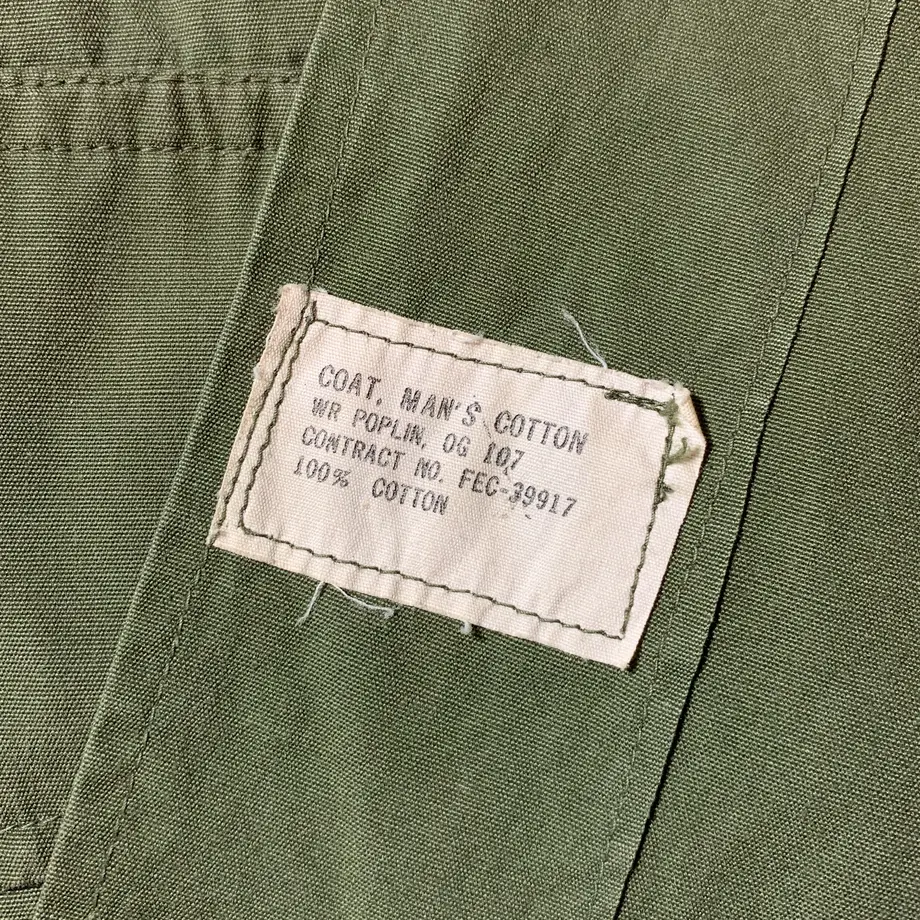 COAT, MAN'S COTTON
WR POPLIN, OG 107
CONTRACT NO. FEC-39917
100% COTTON